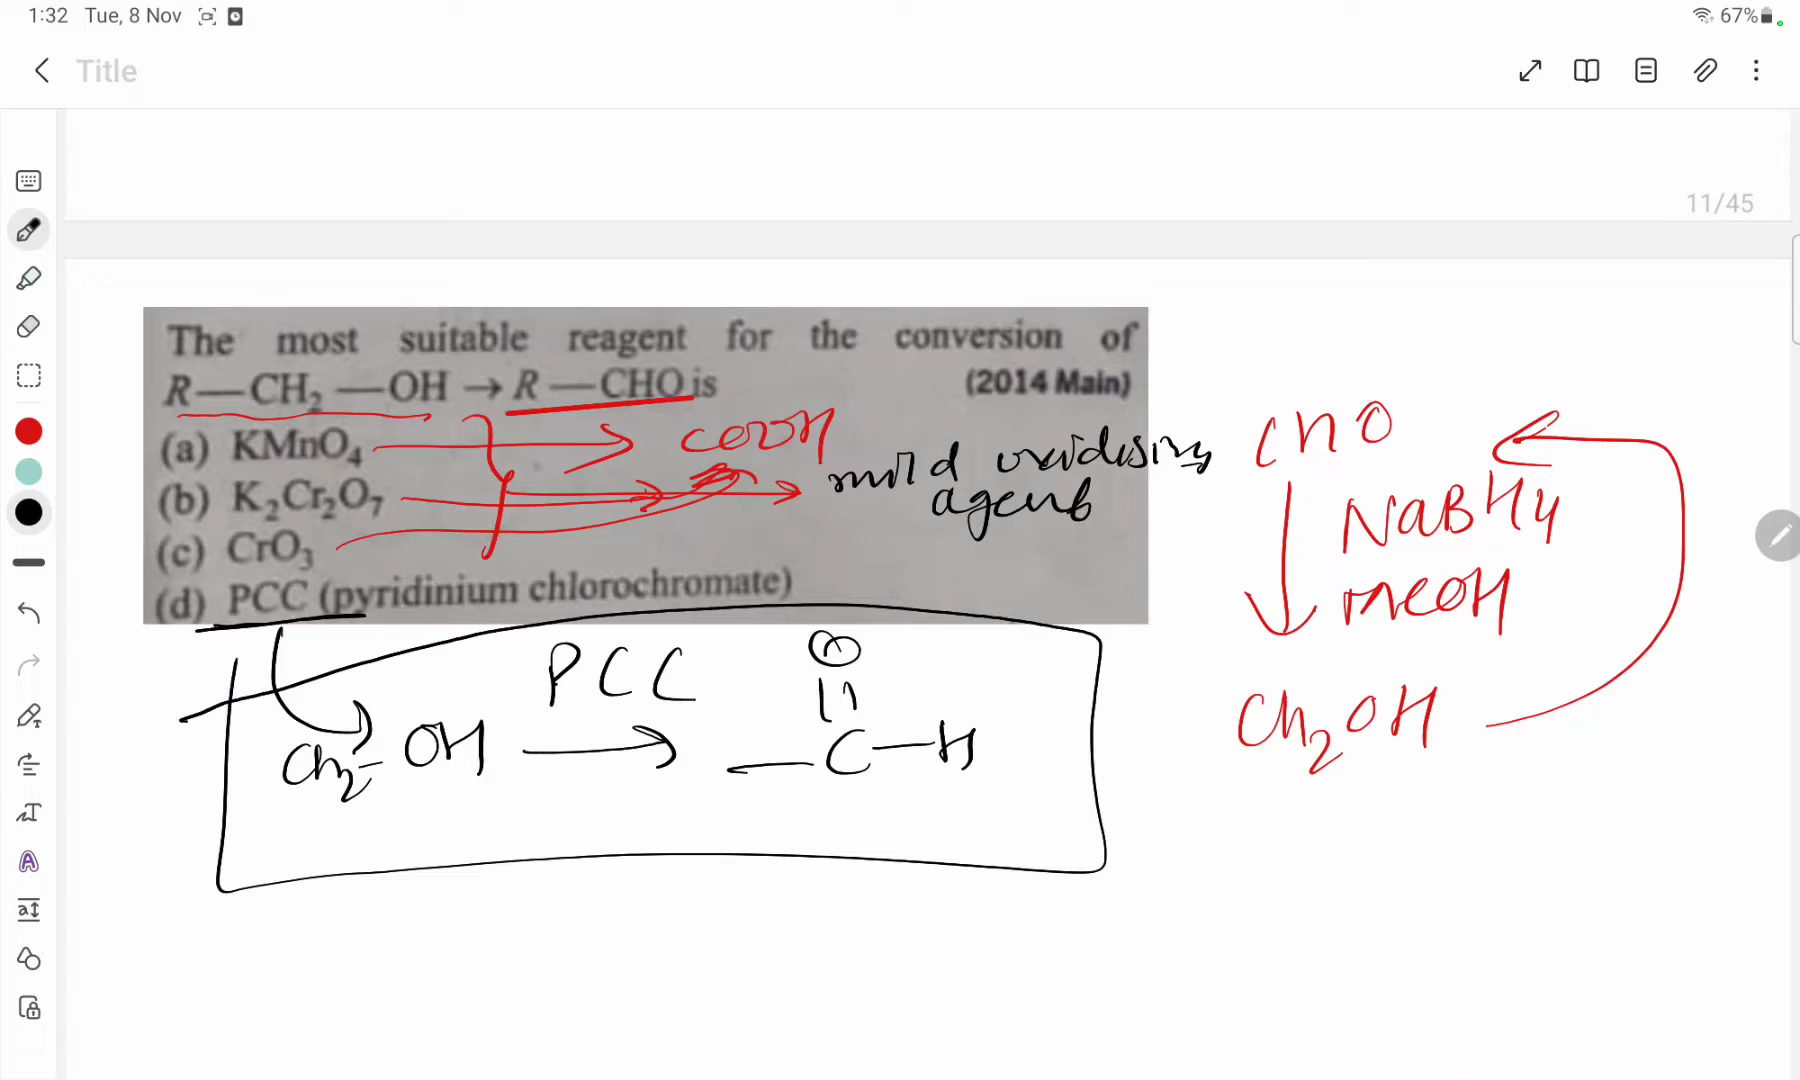 1:32 Tue, 8 Nov
67%
Title
11/45
The most suitable reagent for the conversion of
R—CH₂—OH → R—CHO is (2014 Main)
(a) KMnO₄
COOH
(b) K₂Cr₂O₇
mild oxidising
agent
(c) CrO₃
(d) PCC (pyridinium chlorochromate)
PCC
O
CH₂-OH → —C—H
CHO
NaBH4
MeOH
CH₂OH